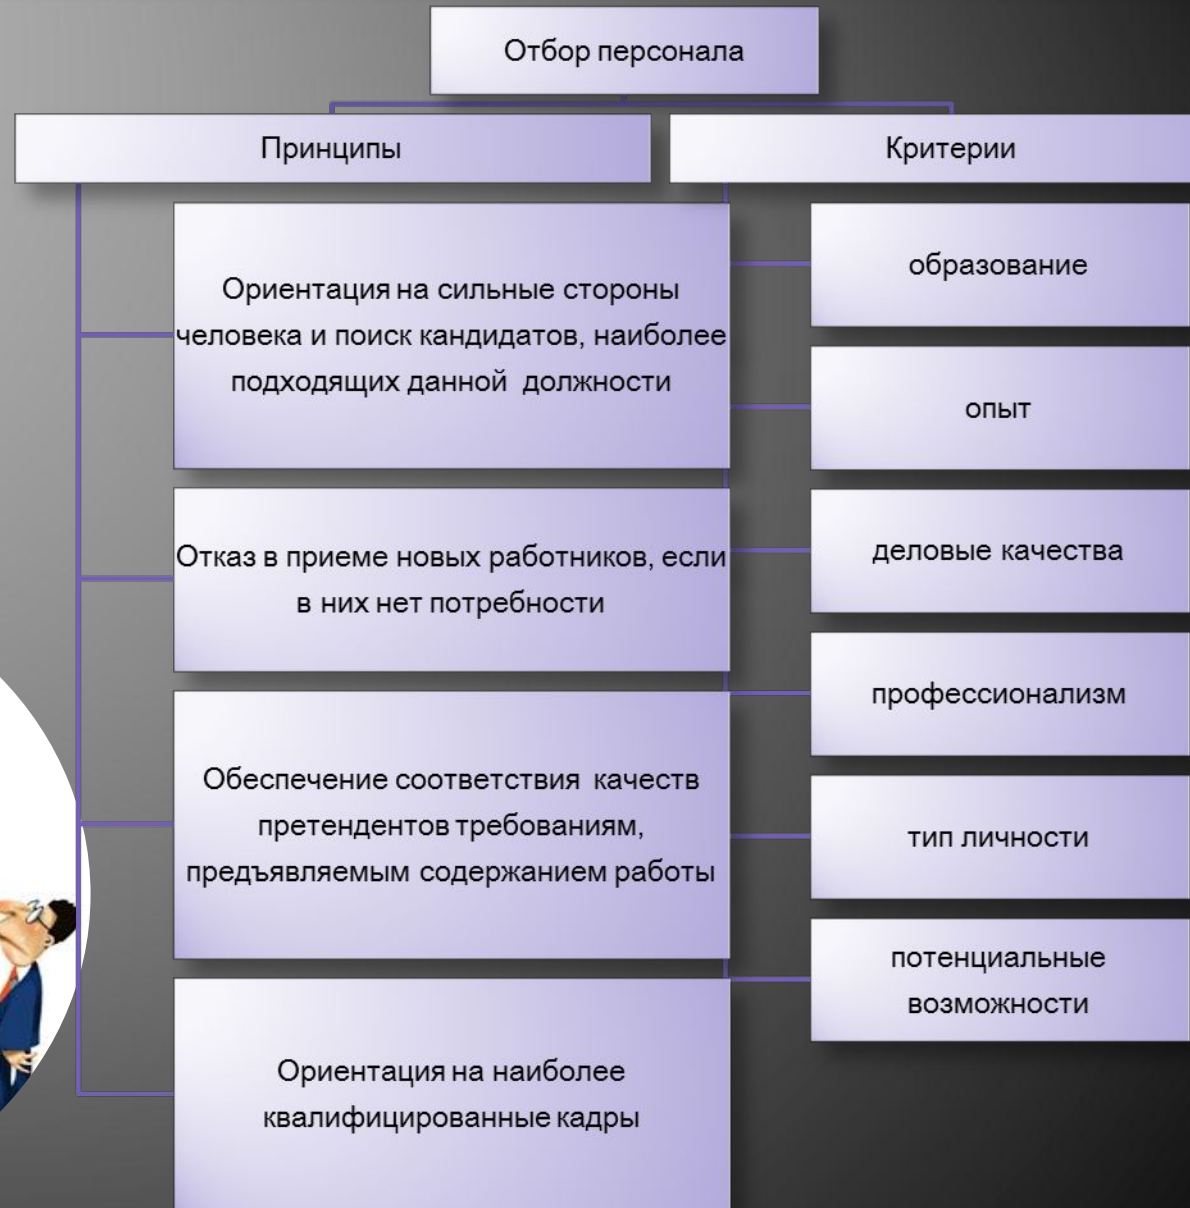 Отбор персонала
Принципы
Ориентация на сильные стороны
человека и поиск кандидатов, наиболее
подходящих данной должности
Отказ в приеме новых работников, если
в них нет потребности
Обеспечение соответствия качеств
претендентов требованиям,
предъявляемым содержанием работы
Ориентация на наиболее
квалифицированные кадры
Критерии
образование
опыт
деловые качества
профессионализм
тип личности
потенциальные
возможности